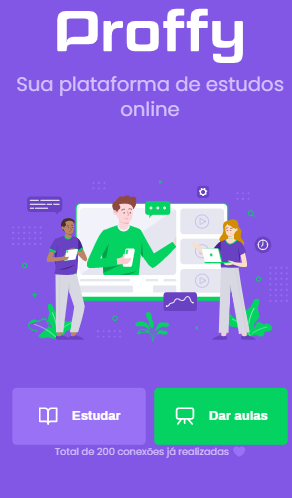 Proffy
Sua plataforma de estudos
online
Estudar
Dar aulas
Total de 200 conexões já realizadas